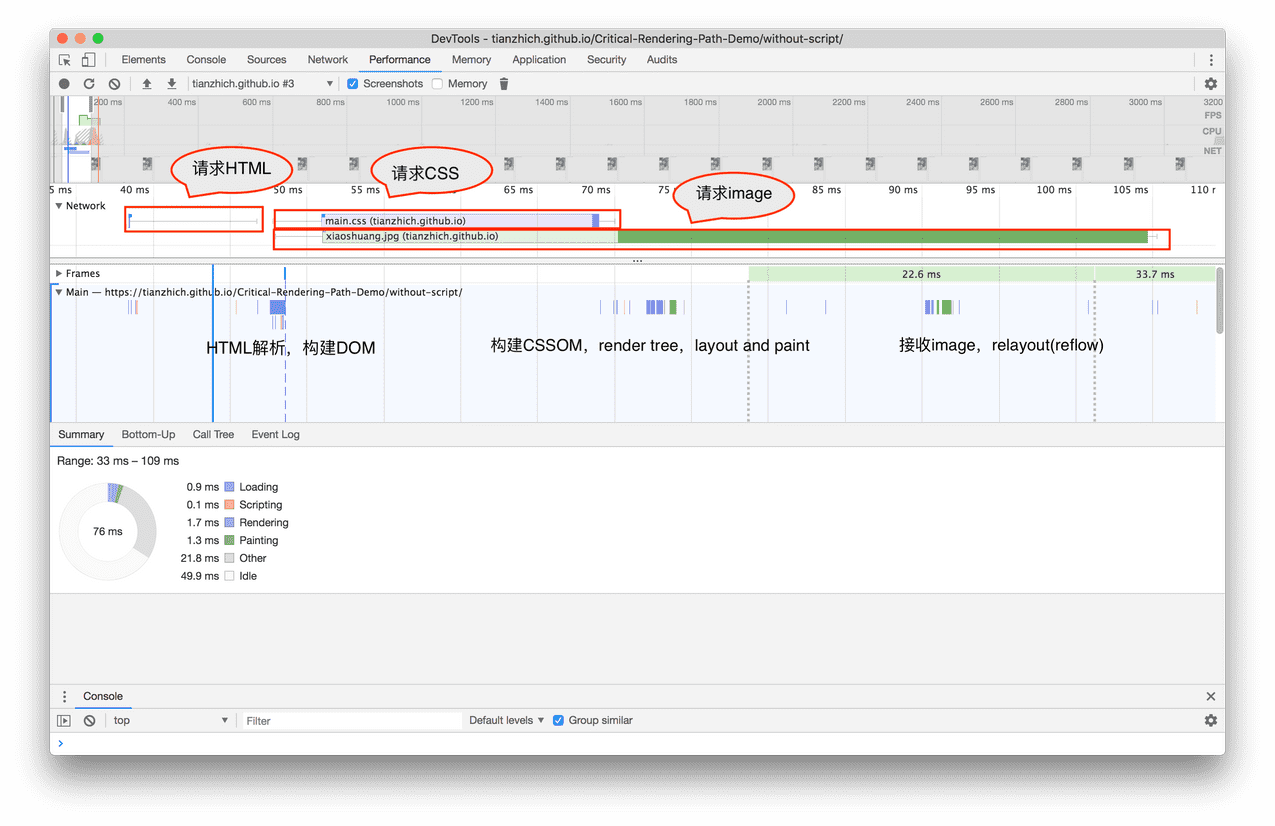 DevTools - tianzhich.github.io/Critical-Rendering-Path-Demo/without-script/
Elements Console Sources Network Performance Memory Application Security Audits
tianzhich.github.io #3 Screenshots Memory
200 ms 400 ms 600 ms 800 ms 1000 ms 1200 ms 1400 ms 1600 ms 1800 ms 2000 ms 2200 ms 2400 ms 2600 ms 2800 ms 3000 ms 3200
FPS
CPU
NET
请求HTML 请求CSS 请求image
5 ms 40 ms 50 ms 55 ms 65 ms 70 ms 75 85 ms 90 ms 95 ms 100 ms 105 ms 110 r
Network
main.css (tianzhich.github.io)
xiaoshuang.jpg (tianzhich.github.io)
Frames 22.6 ms 33.7 ms
Main — https://tianzhich.github.io/Critical-Rendering-Path-Demo/without-script/
HTML解析，构建DOM 构建CSSOM，render tree，layout and paint 接收image，relayout(reflow)
Summary Bottom-Up Call Tree Event Log
Range: 33 ms – 109 ms
76 ms
0.9 ms Loading
0.1 ms Scripting
1.7 ms Rendering
1.3 ms Painting
21.8 ms Other
49.9 ms Idle
Console
top Filter Default levels Group similar